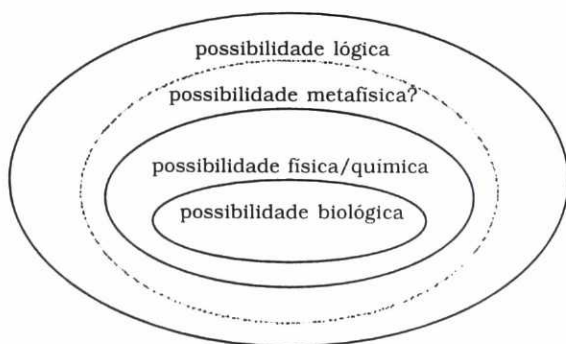 possibilidade lógica
possibilidade metafísica?
possibilidade física/química
possibilidade biológica